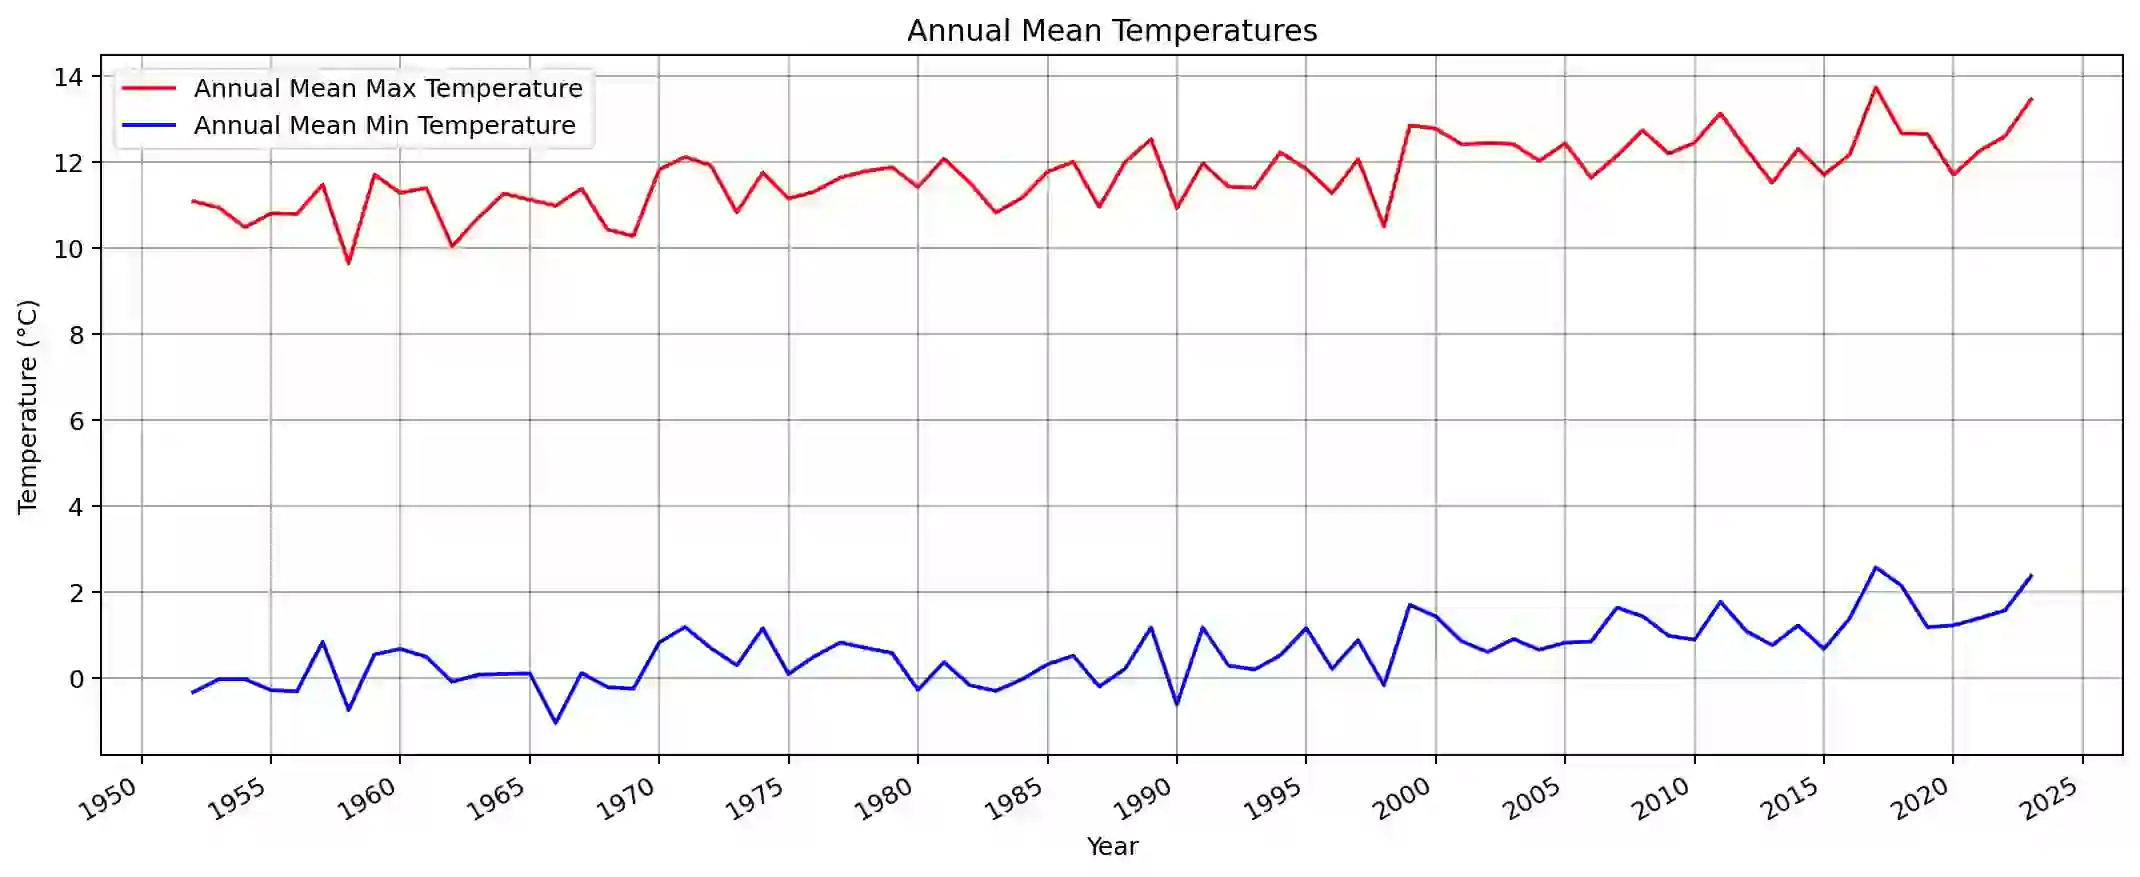 Annual Mean Temperatures
Annual Mean Max Temperature
Annual Mean Min Temperature
14
12
10
8
6
4
2
0
Temperature (°C)
1950 1955 1960 1965 1970 1975 1980 1985 1990 1995 2000 2005 2010 2015 2020 2025
Year